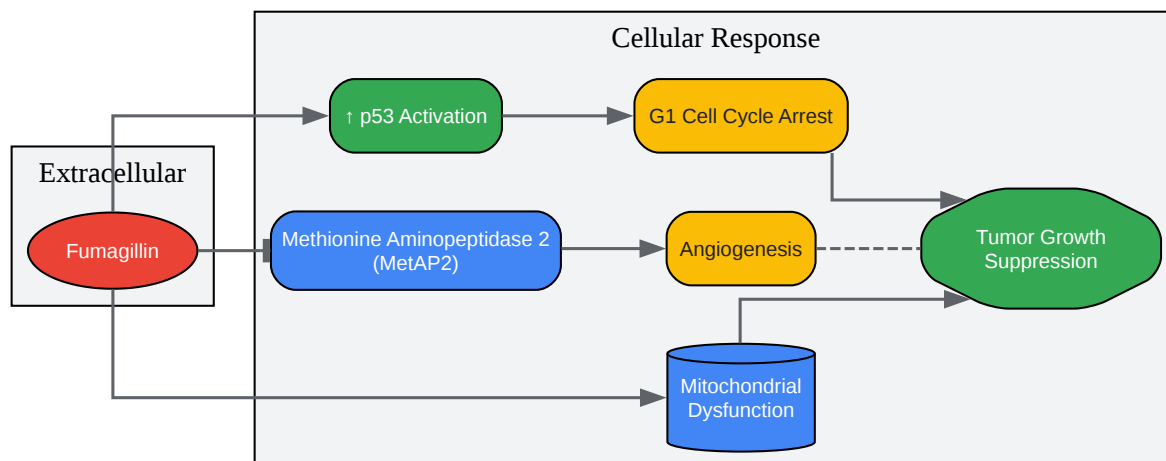 Cellular Response
↑ p53 Activation
G1 Cell Cycle Arrest
Extracellular
Fumagillin
Methionine Aminopeptidase 2
(MetAP2)
Angiogenesis
Tumor Growth
Suppression
Mitochondrial
Dysfunction